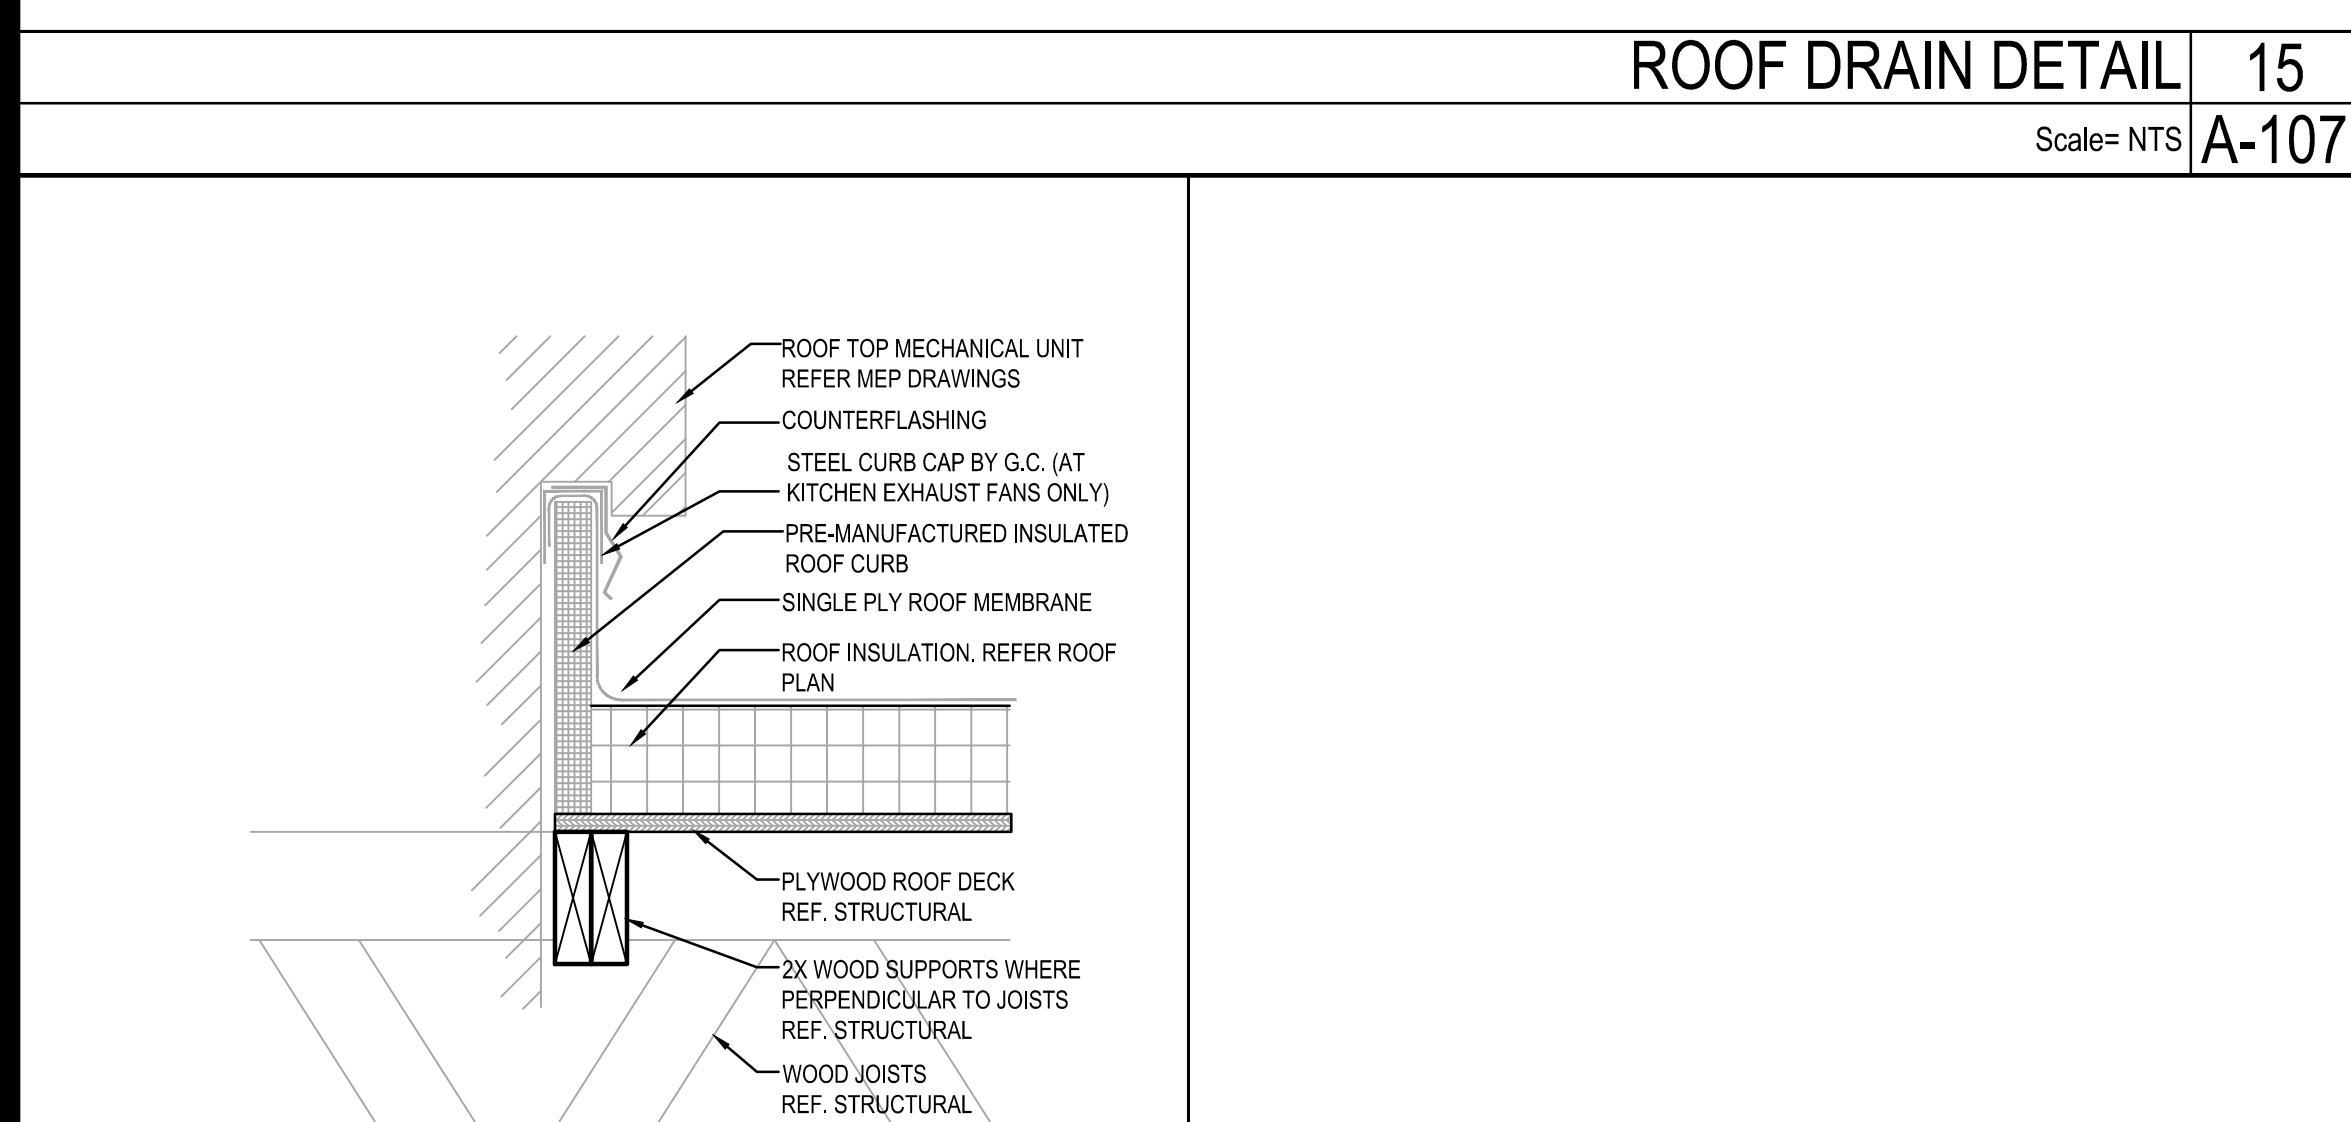 ROOF DRAIN DETAIL 15
Scale= NTS A-107
ROOF TOP MECHANICAL UNIT
REFER MEP DRAWINGS
COUNTERFLASHING
STEEL CURB CAP BY G.C. (AT
KITCHEN EXHAUST FANS ONLY)
PRE-MANUFACTURED INSULATED
ROOF CURB
SINGLE PLY ROOF MEMBRANE
ROOF INSULATION. REFER ROOF
PLAN
PLYWOOD ROOF DECK
REF. STRUCTURAL
2X WOOD SUPPORTS WHERE
PERPENDICULAR TO JOISTS
REF. STRUCTURAL
WOOD JOISTS
REF. STRUCTURAL